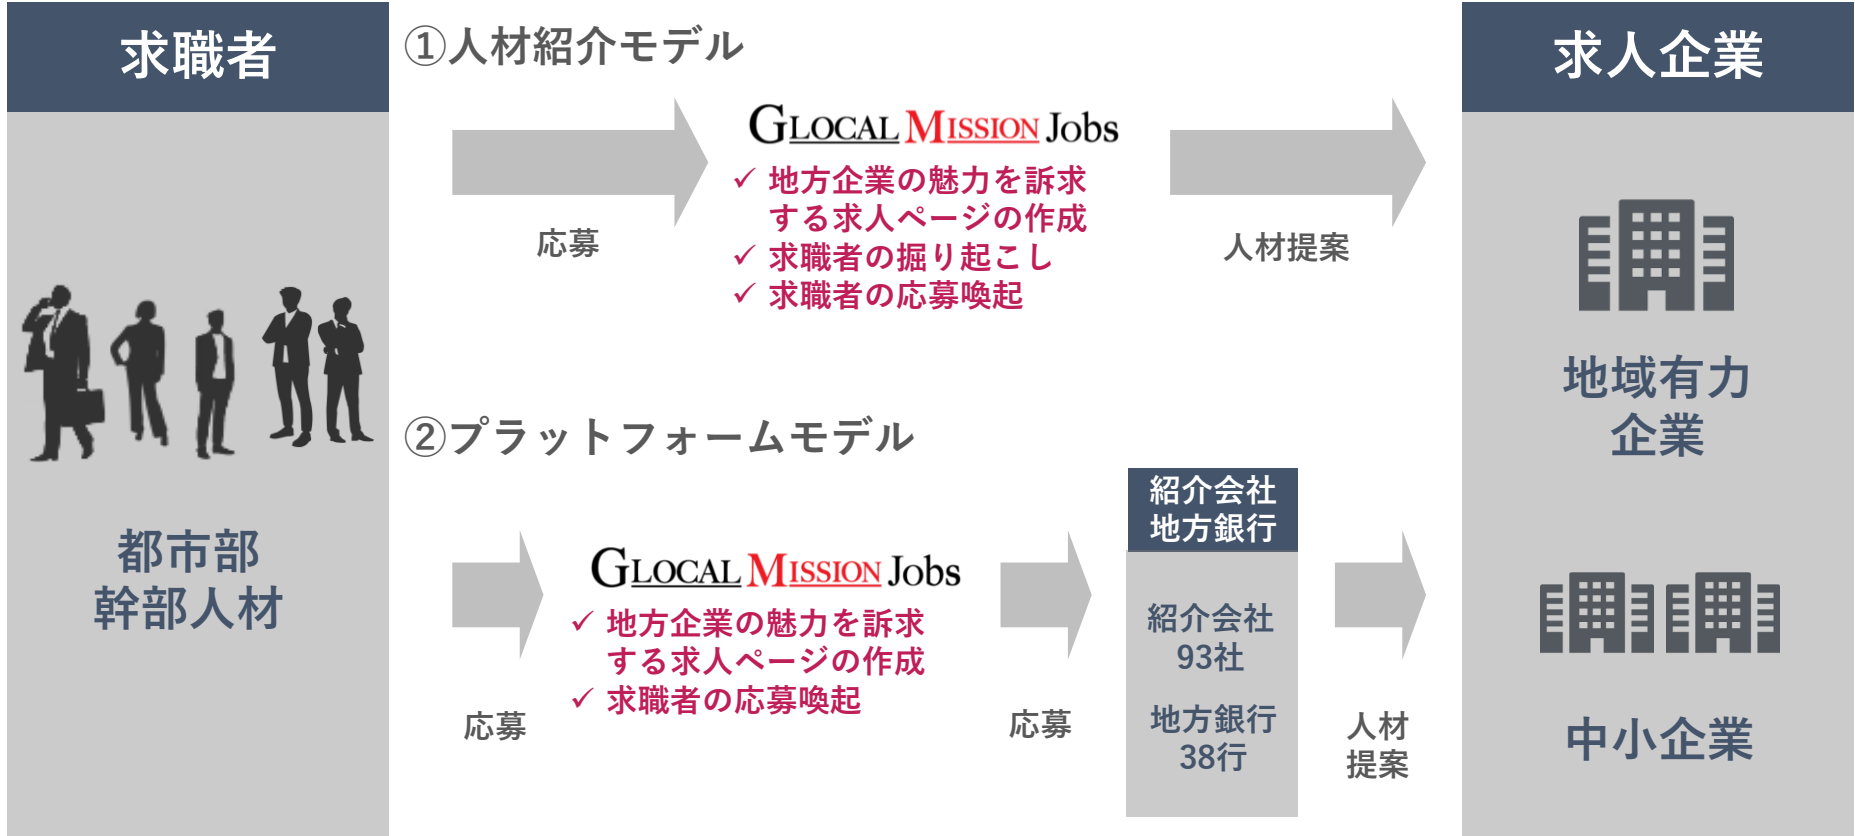 求職者
都市部
幹部人材
①人材紹介モデル
応募
GLOCAL MISSION Jobs
✓ 地方企業の魅力を訴求
する求人ページの作成
✓ 求職者の掘り起こし
✓ 求職者の応募喚起
人材提案
②プラットフォームモデル
応募
GLOCAL MISSION Jobs
✓ 地方企業の魅力を訴求
する求人ページの作成
✓ 求職者の応募喚起
応募
紹介会社
地方銀行
紹介会社
93社
地方銀行
38行
人材
提案
求人企業
地域有力
企業
中小企業